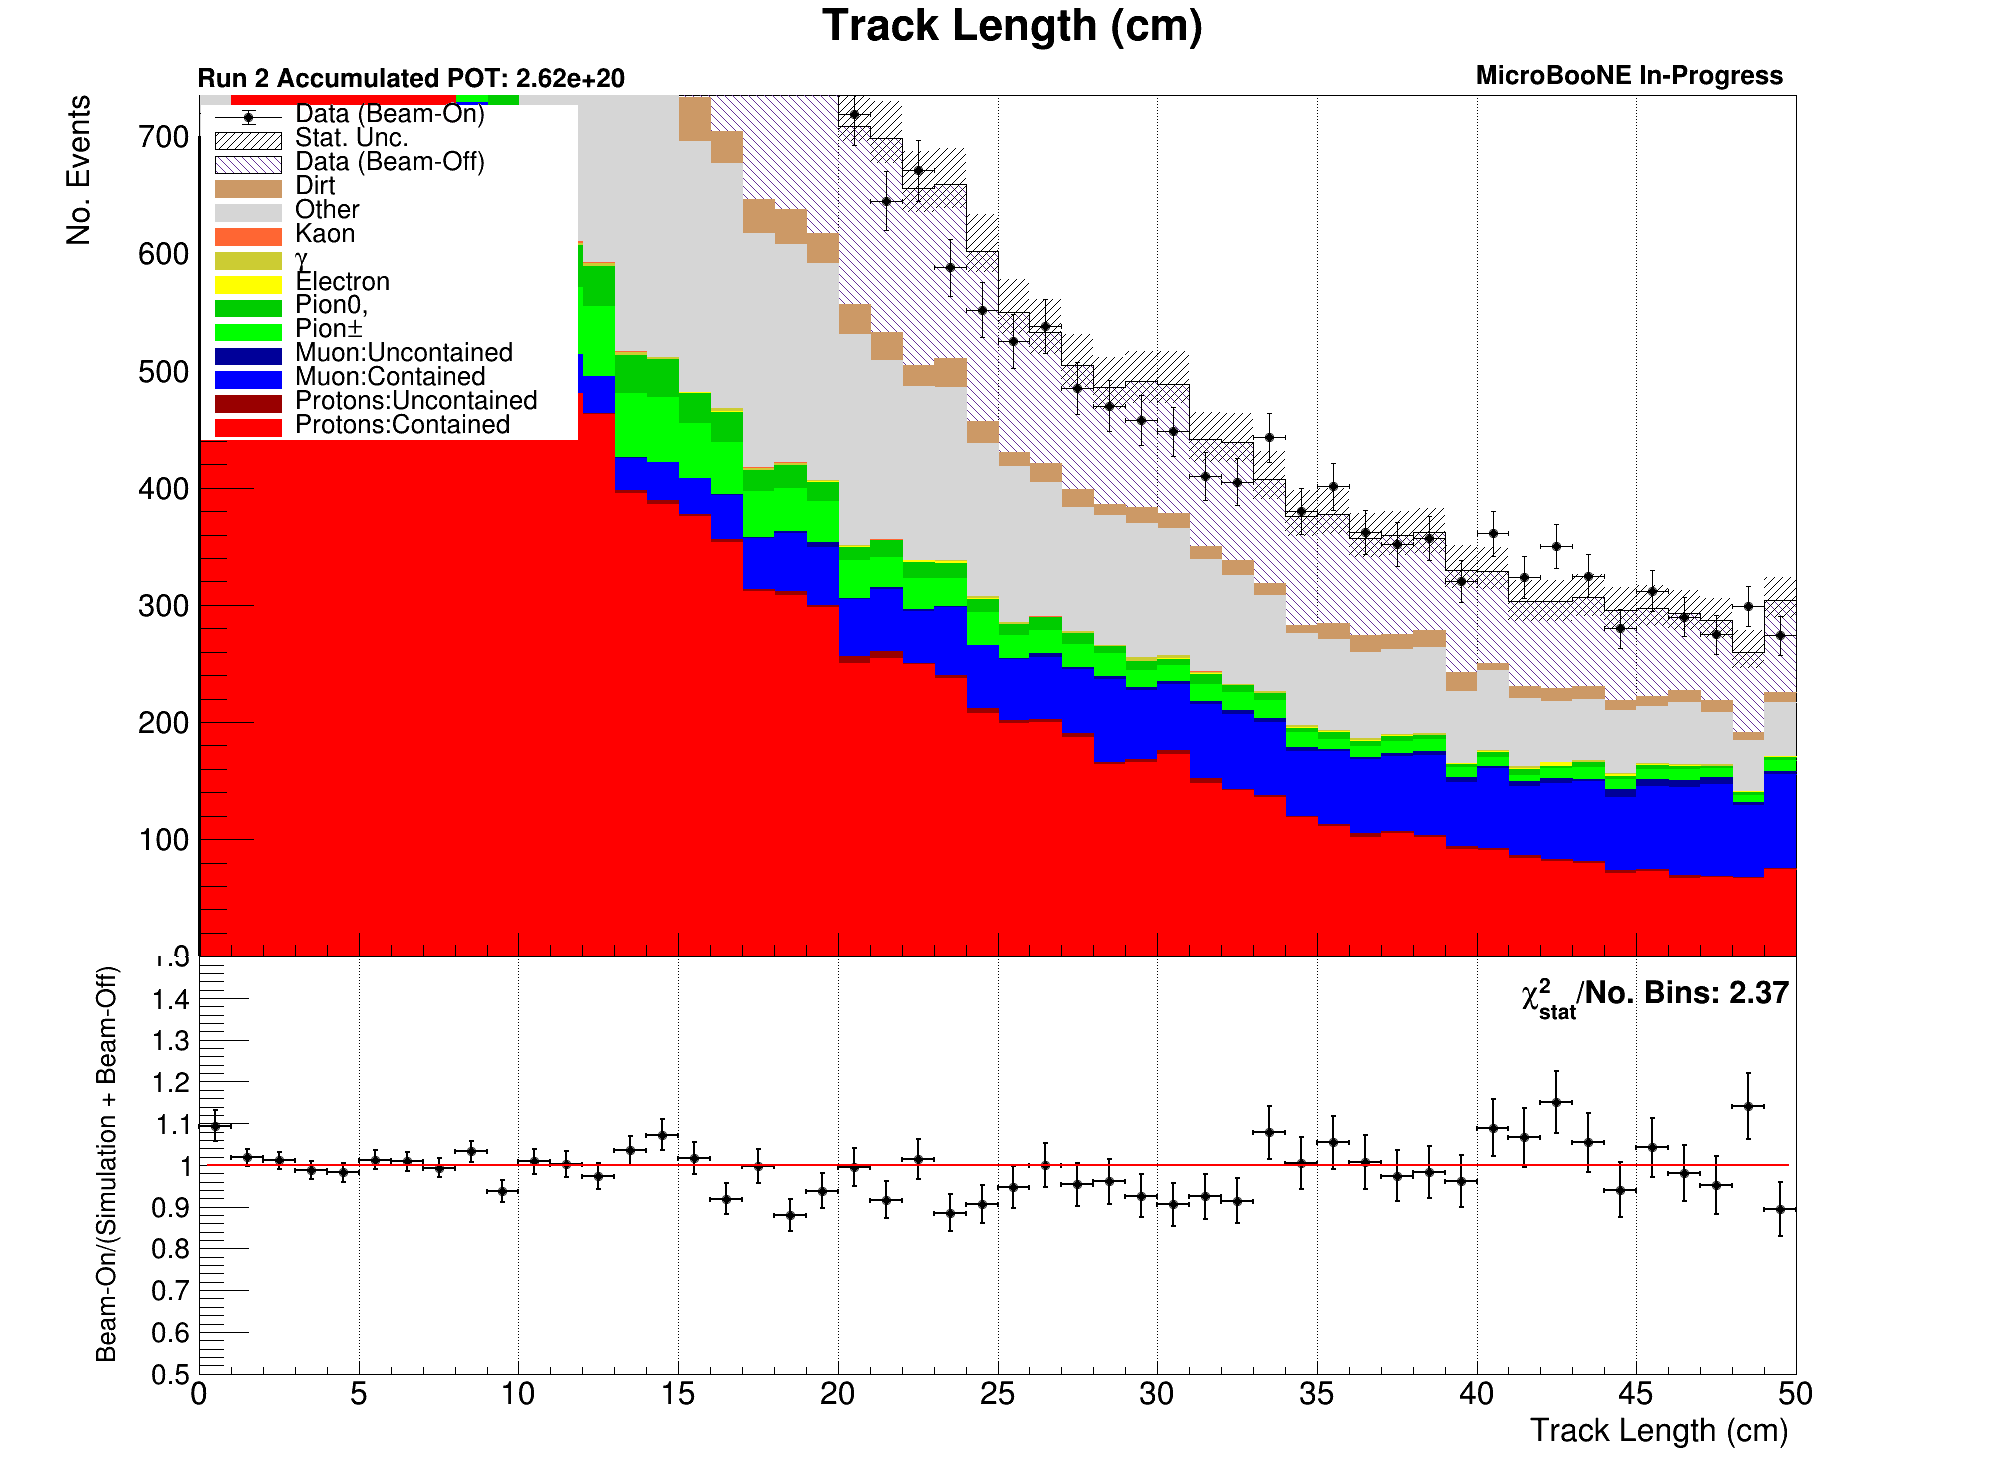 Track Length (cm)
Run 2 Accumulated POT: 2.62e+20
MicroBooNE In-Progress
No. Events
700
600
500
400
300
200
100
0
Data (Beam-On)
Stat. Unc.
Data (Beam-Off)
Dirt
Other
Kaon
γ
Electron
Pion0,
Pion±
Muon:Uncontained
Muon:Contained
Protons:Uncontained
Protons:Contained
Beam-On/(Simulation + Beam-Off)
1.5
1.4
1.3
1.2
1.1
1
0.9
0.8
0.7
0.6
0.5
χ²stat/No. Bins: 2.37
0 5 10 15 20 25 30 35 40 45 50
Track Length (cm)